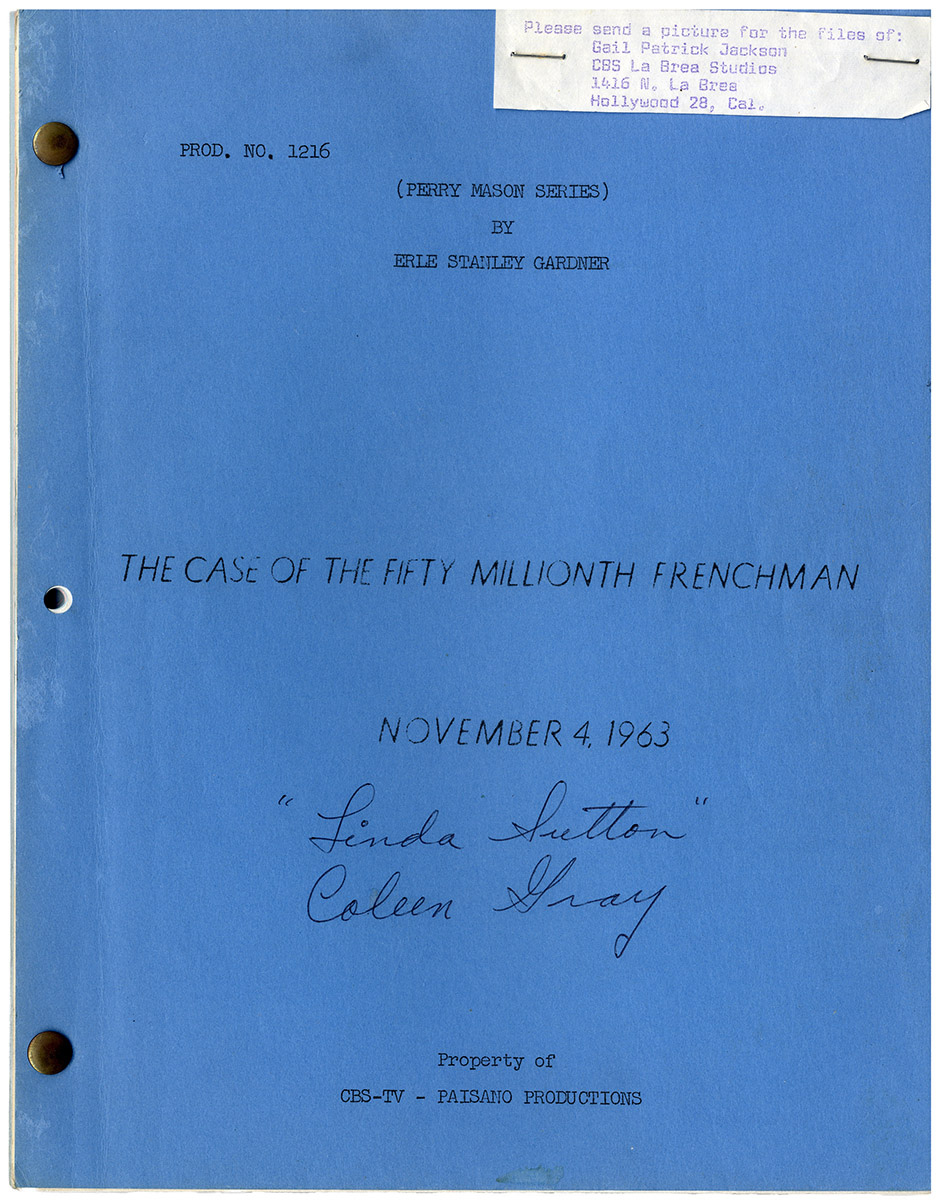 Please send a picture for the files of:
Gail Patrick Jackson
CBS La Brea Studios
1416 N. La Brea
Hollywood 28, Cal.
PROD. NO. 1216
(PERRY MASON SERIES)
BY
ERLE STANLEY GARDNER
THE CASE OF THE FIFTY MILLIONTH FRENCHMAN
NOVEMBER 4, 1963
"Linda Sutton"
Coleen Gray
Property of
CBS-TV - PAISANO PRODUCTIONS